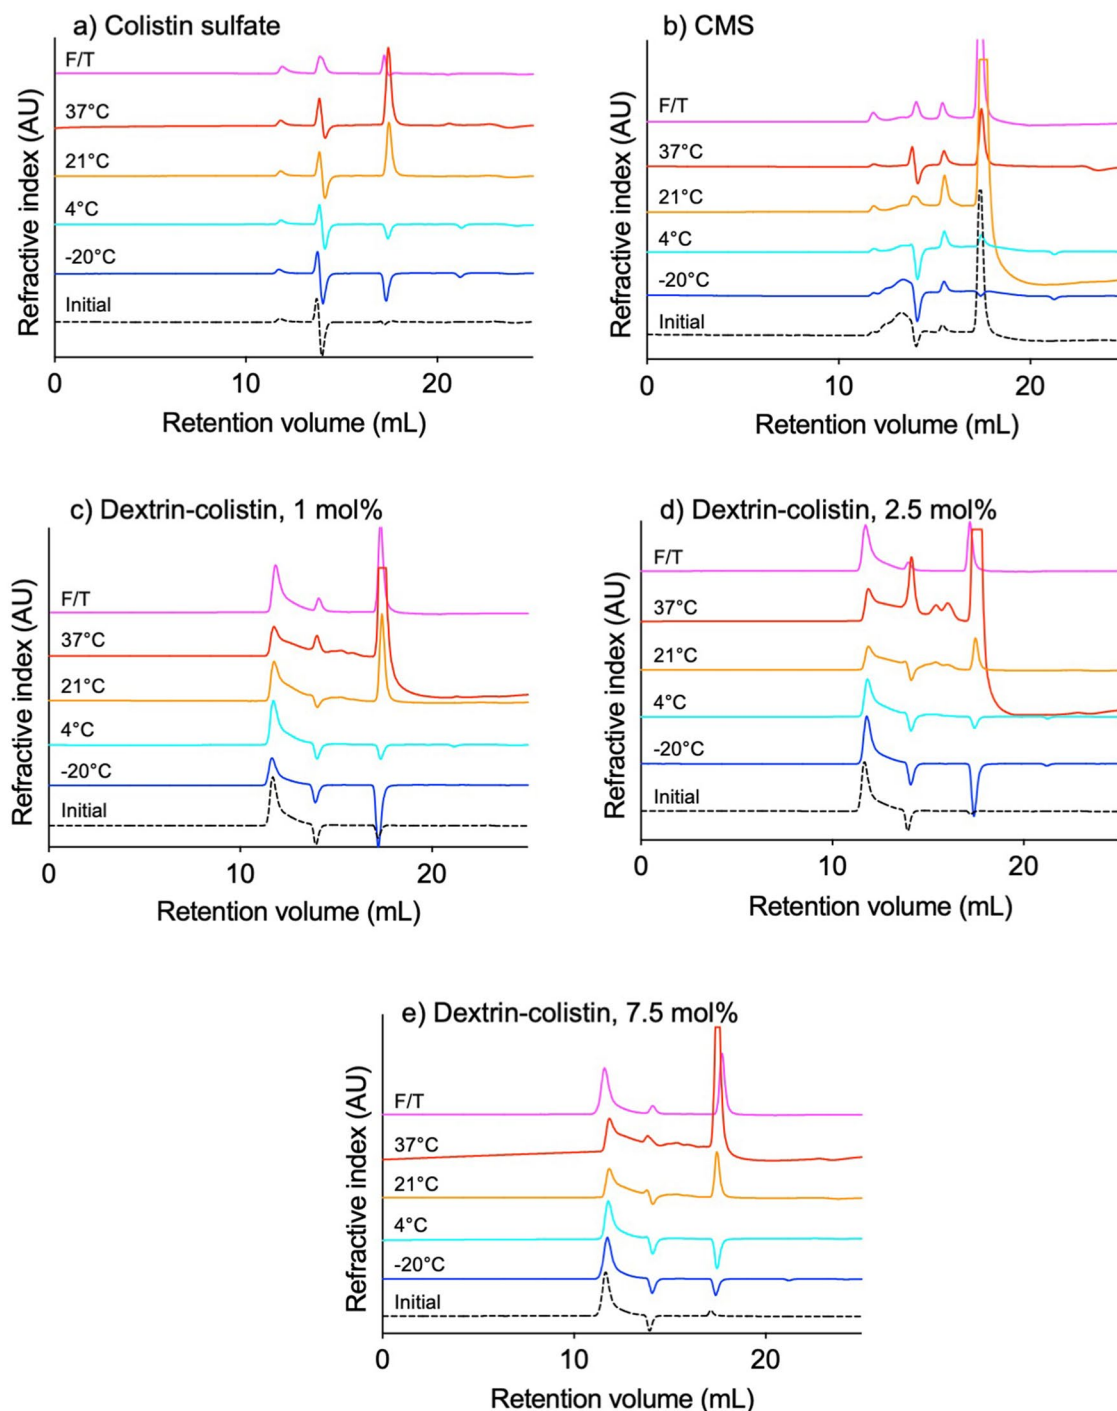 a) Colistin sulfate
Refractive index (AU)
F/T
37°C
21°C
4°C
-20°C
Initial
0 10 20
Retention volume (mL)
b) CMS
Refractive index (AU)
F/T
37°C
21°C
4°C
-20°C
Initial
0 10 20
Retention volume (mL)
c) Dextrin-colistin, 1 mol%
Refractive index (AU)
F/T
37°C
21°C
4°C
-20°C
Initial
0 10 20
Retention volume (mL)
d) Dextrin-colistin, 2.5 mol%
Refractive index (AU)
F/T
37°C
21°C
4°C
-20°C
Initial
0 10 20
Retention volume (mL)
e) Dextrin-colistin, 7.5 mol%
Refractive index (AU)
F/T
37°C
21°C
4°C
-20°C
Initial
0 10 20
Retention volume (mL)